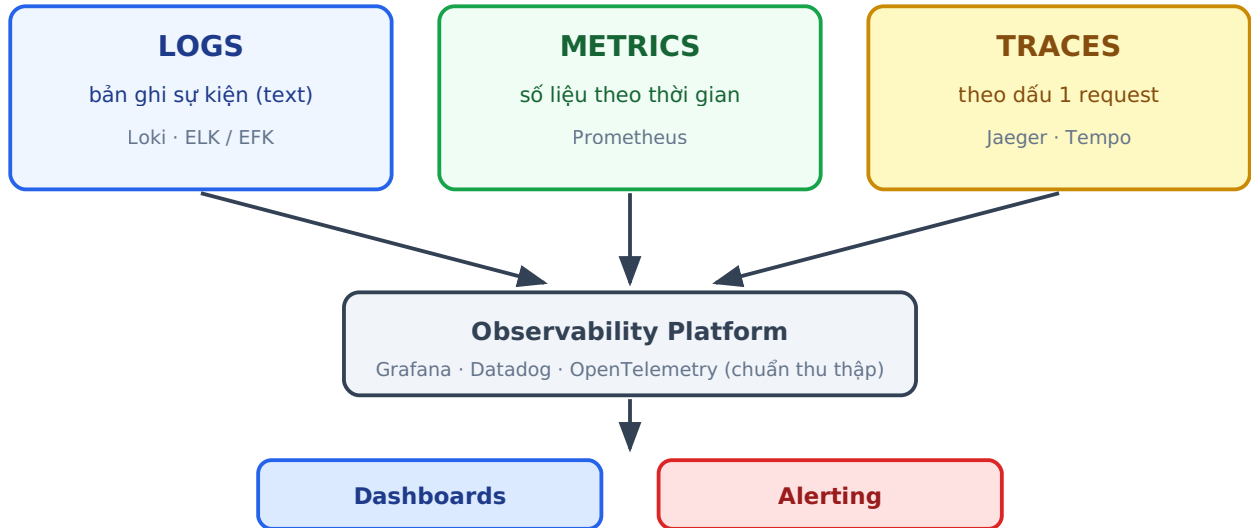 LOGS
bản ghi sự kiện (text)
Loki · ELK / EFK
METRICS
số liệu theo thời gian
Prometheus
TRACES
theo dấu 1 request
Jaeger · Tempo
Observability Platform
Grafana · Datadog · OpenTelemetry (chuẩn thu thập)
Dashboards
Alerting